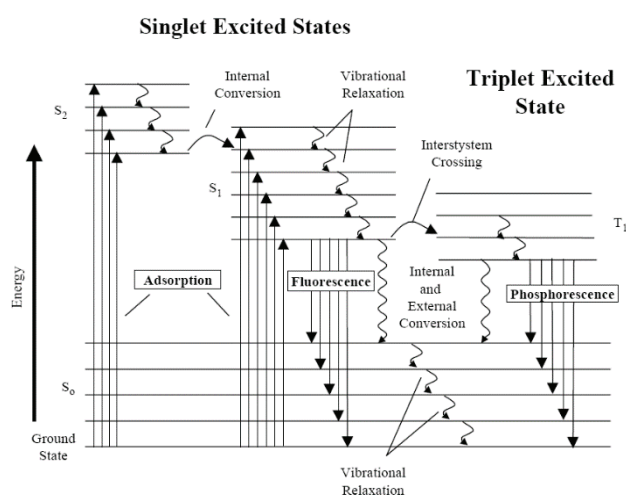 Singlet Excited States
Internal
Conversion
Vibrational
Relaxation
Triplet Excited
State
S2
Interstystem
Crossing
S1
T1
Energy
Adsorption
Fluorescence
Internal
and
External
Conversion
Phosphorescence
So
Ground
State
Vibrational
Relaxation